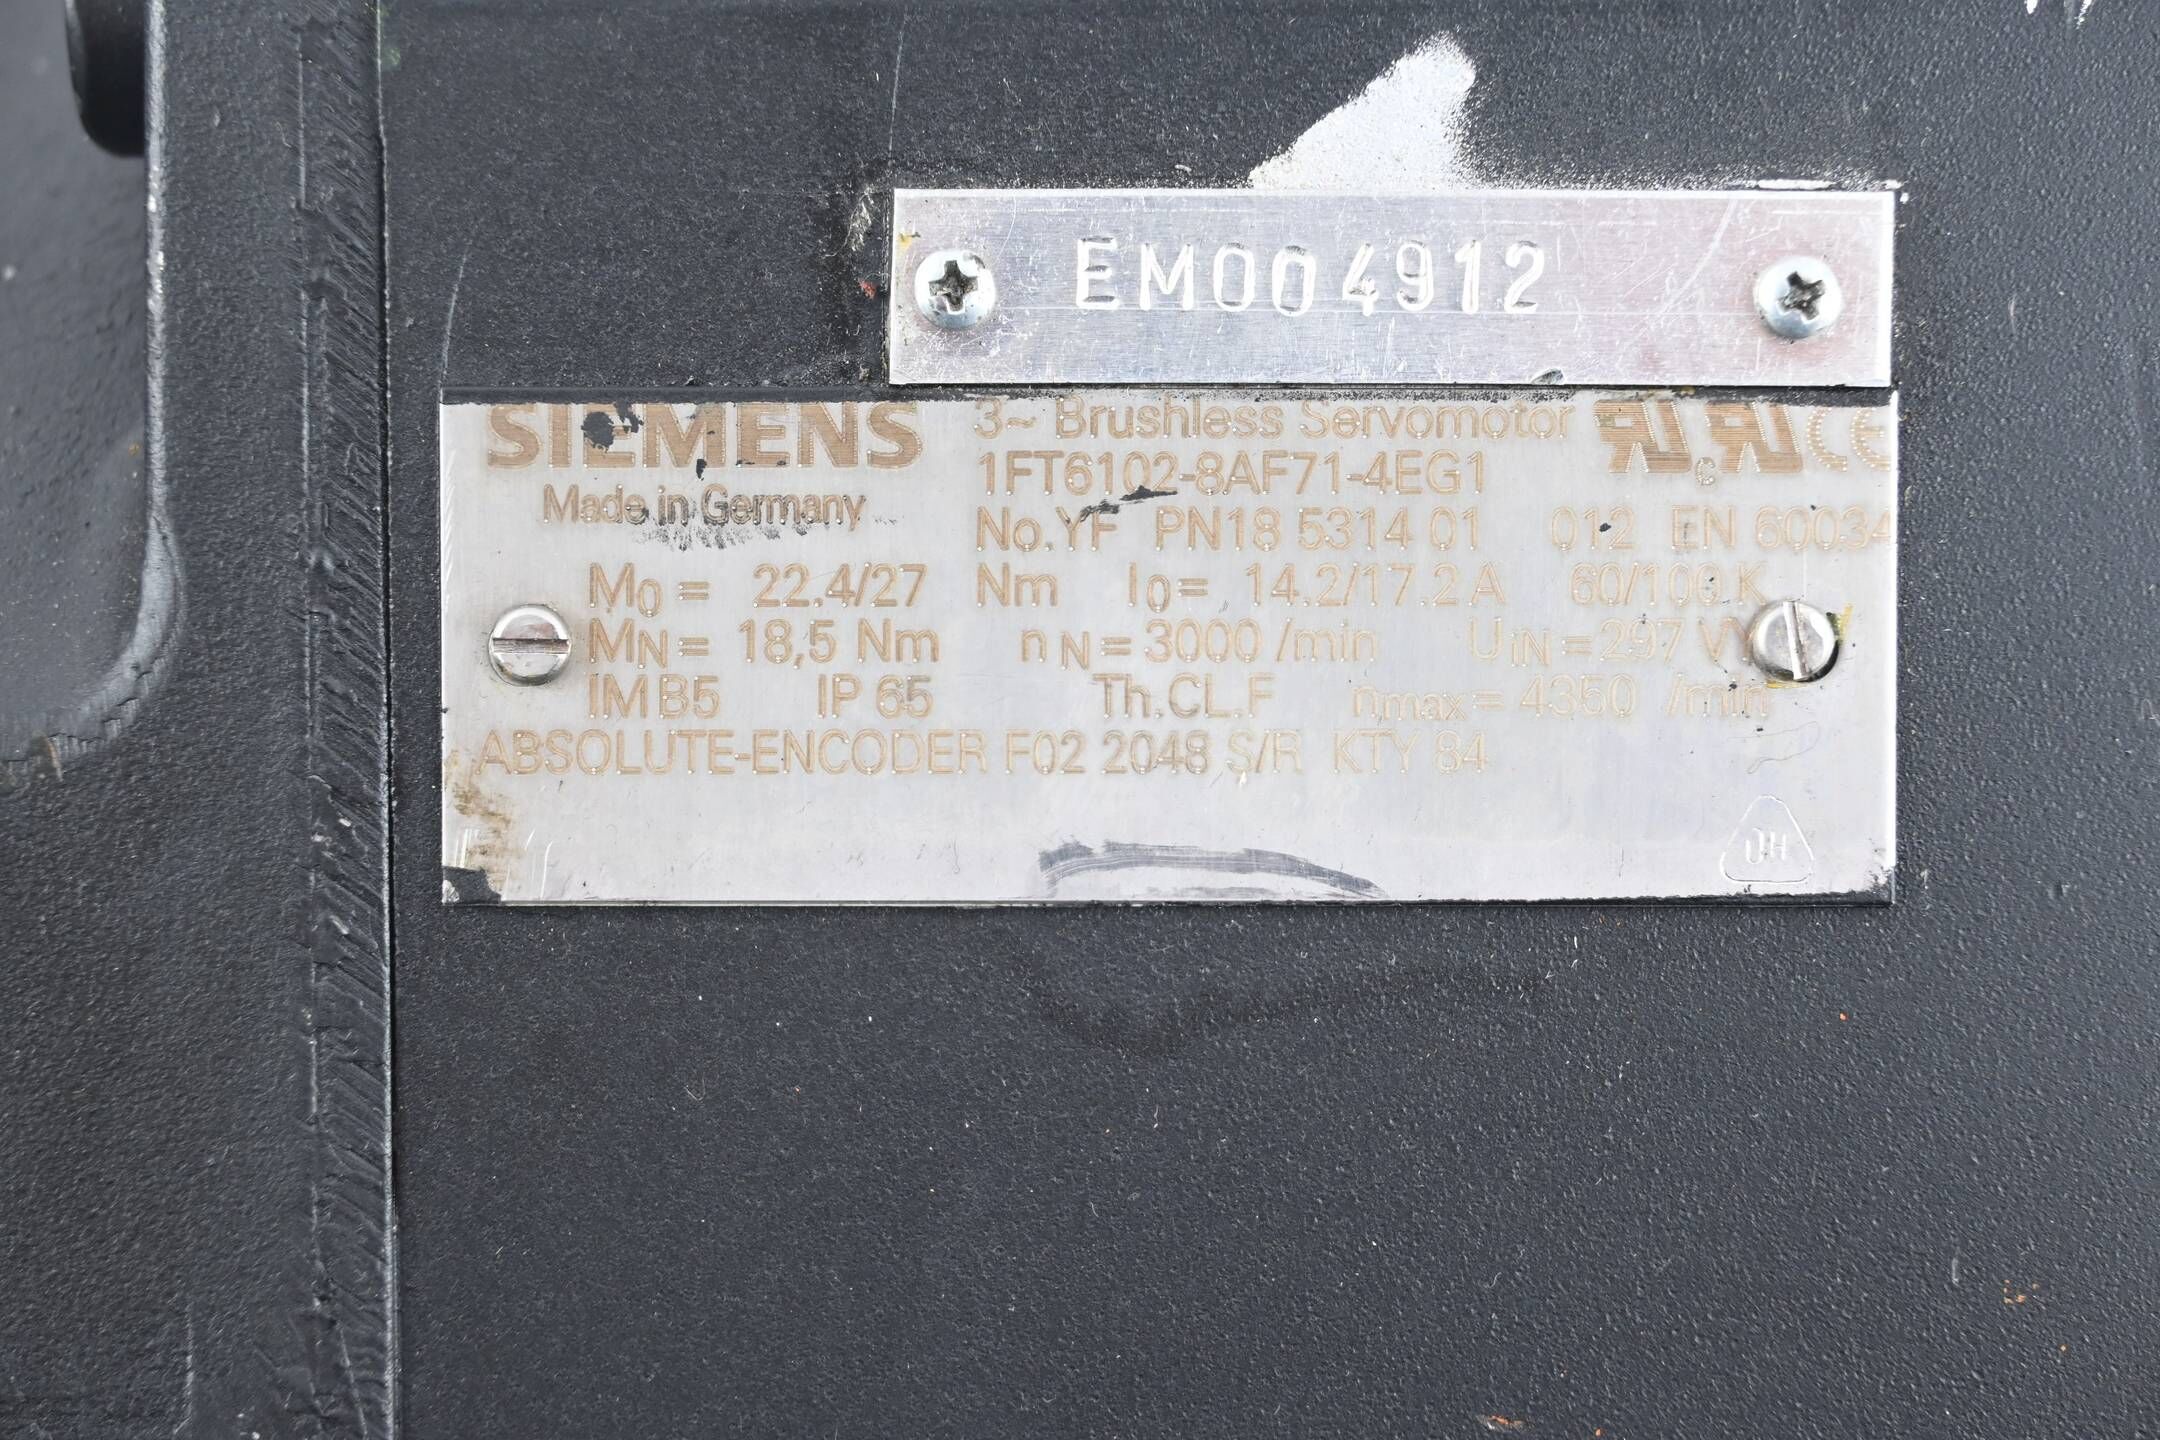 EM004912
SIEMENS 3~ Brushless Servomotor
1FT6102-8AF71-4EG1
Made in Germany
No.YF PN18 5314 01 012 EN 60034
M0 = 22.4/27 Nm I0 = 14.2/17.2 A 60/100 K
MN = 18,5 Nm nN = 3000 /min UiN = 297 VY
IM B5 IP 65 Th.CL.F nmax = 4350 /min
ABSOLUTE-ENCODER F02 2048 S/R KTY 84